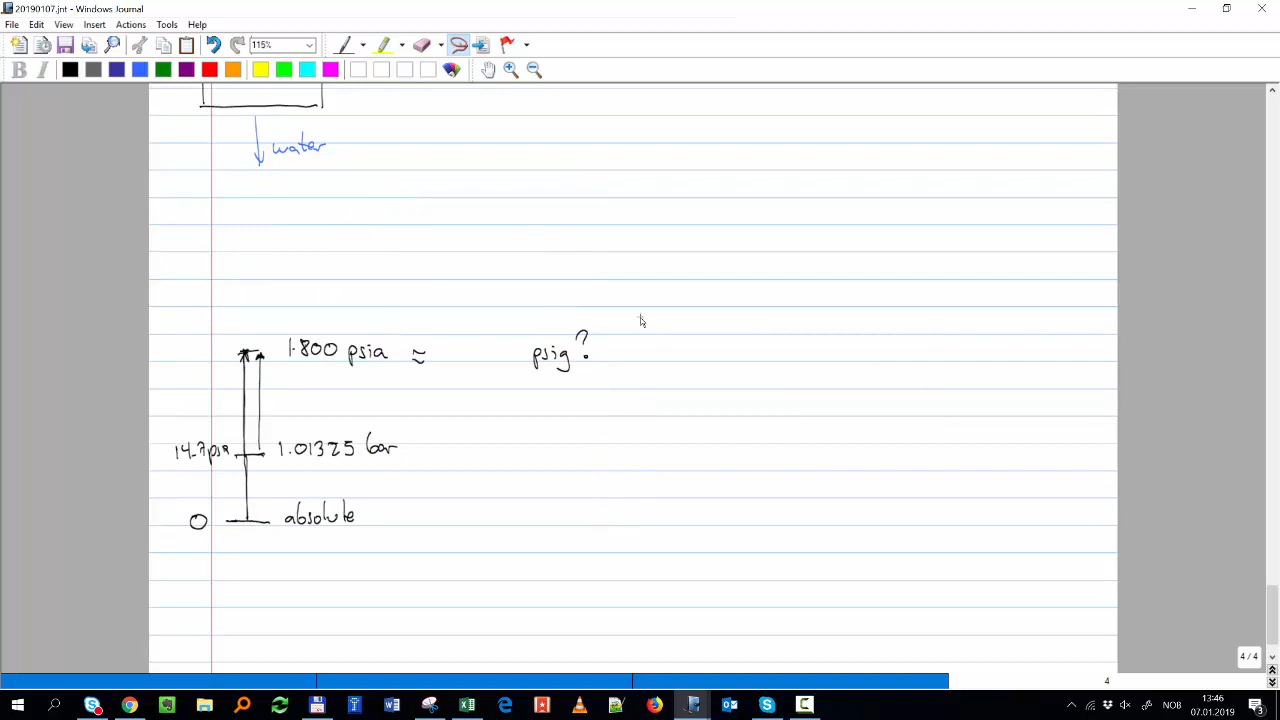 20190107.jnt - Windows Journal
File Edit View Insert Actions Tools Help
115%
B I
water
1.800 psia ≈ psig?
14.7psia 1.01325 bar
0 absolute
4 / 4
4
NOB
13:46
07.01.2019